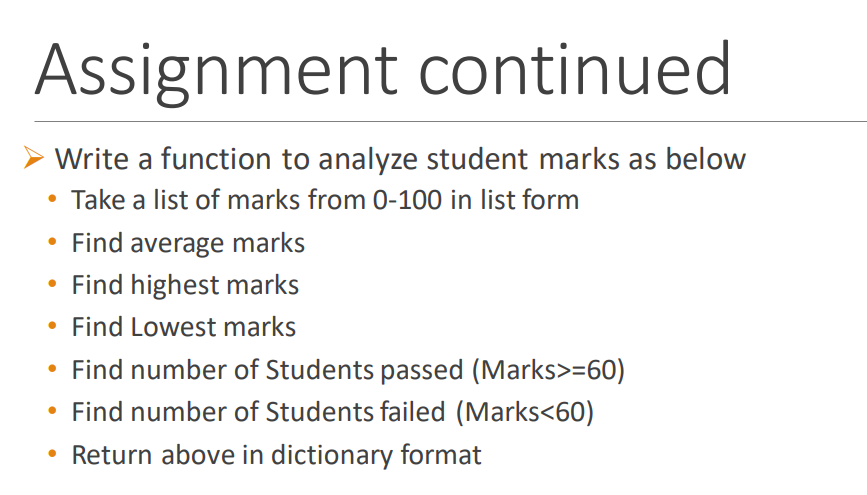 Assignment continued
Write a function to analyze student marks as below
Take a list of marks from 0-100 in list form
Find average marks
Find highest marks
Find Lowest marks
Find number of Students passed (Marks>=60)
Find number of Students failed (Marks<60)
Return above in dictionary format